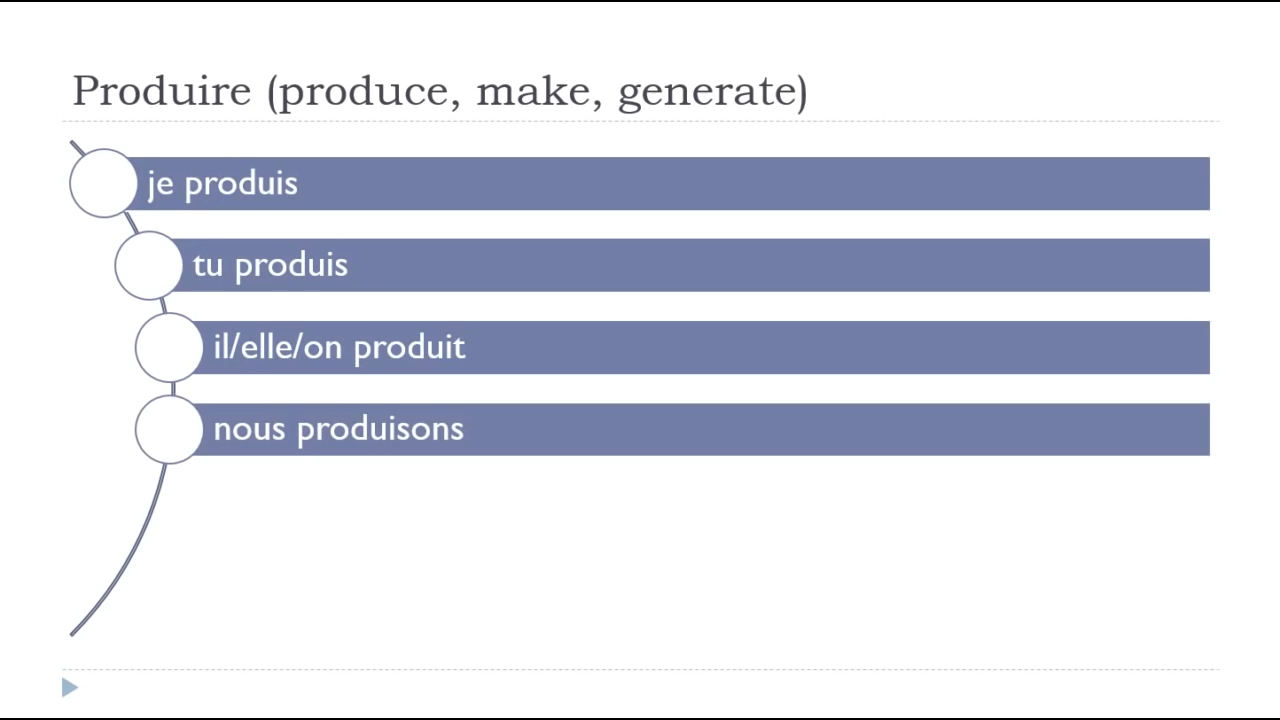 Produire (produce, make, generate)
je produis
tu produis
il/elle/on produit
nous produisons